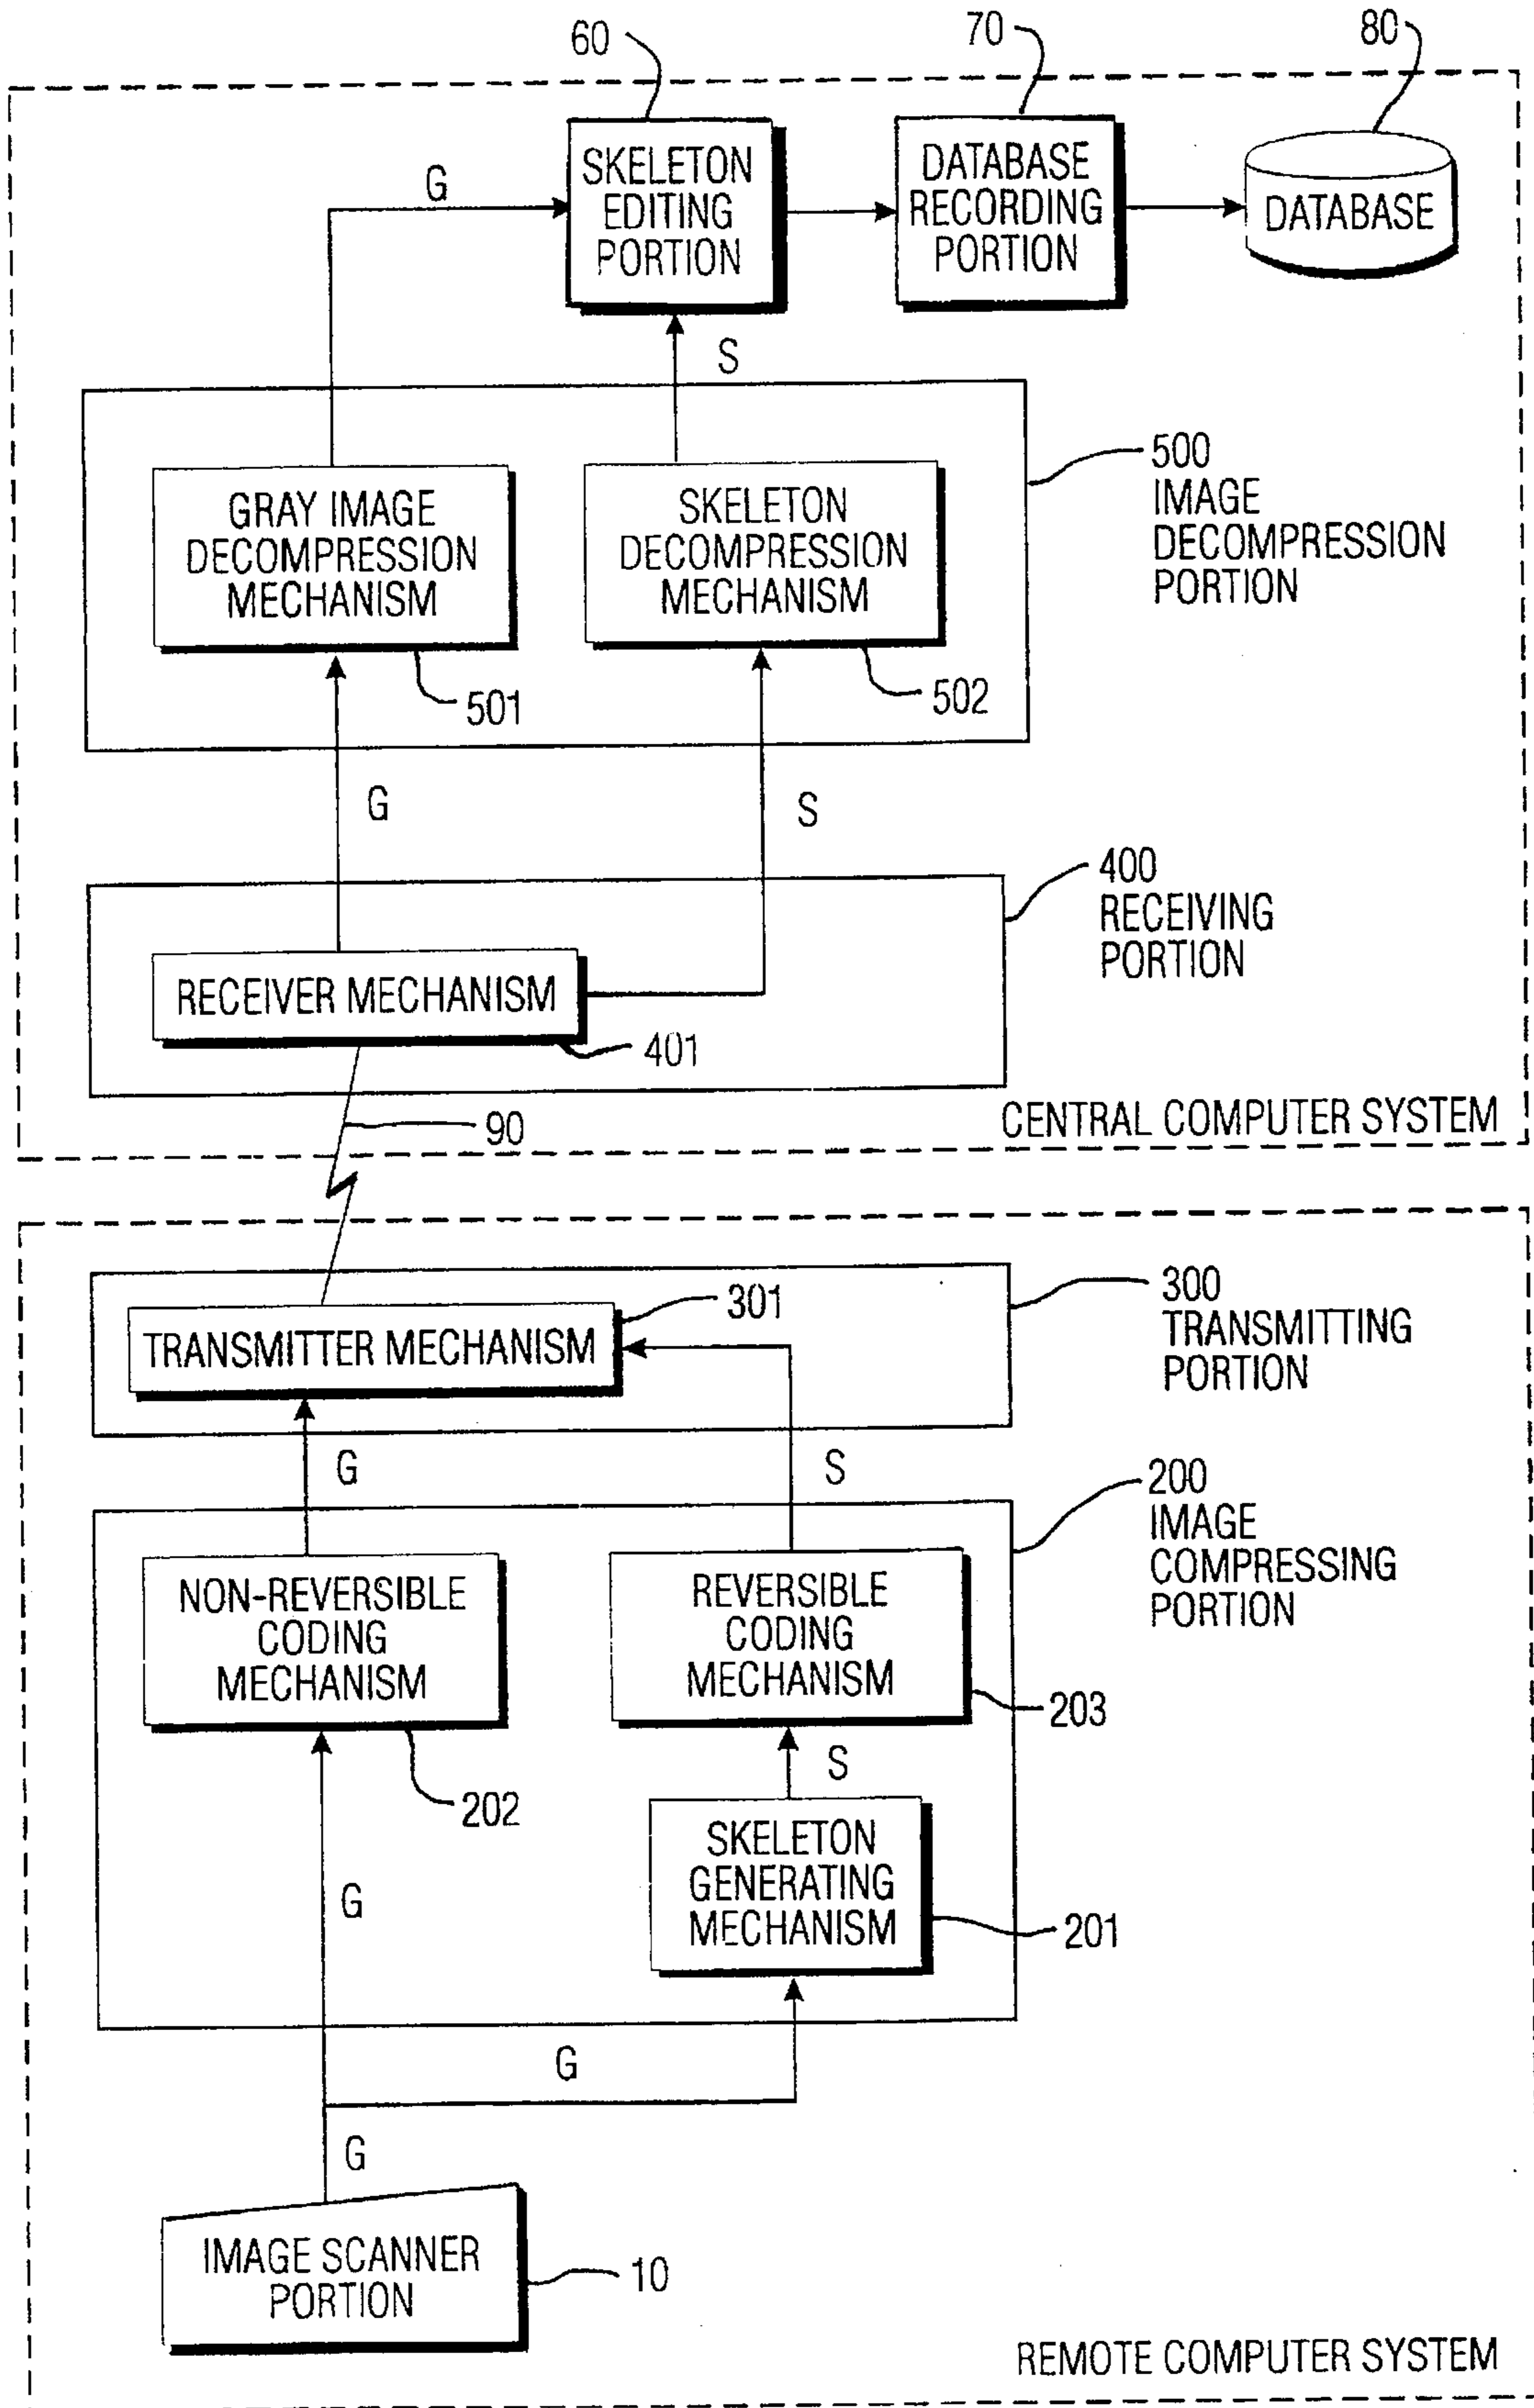 60
70
80
SKELETON
EDITING
PORTION
DATABASE
RECORDING
PORTION
DATABASE
G
S
500
IMAGE
DECOMPRESSION
PORTION
GRAY IMAGE
DECOMPRESSION
MECHANISM
SKELETON
DECOMPRESSION
MECHANISM
501
502
G
S
400
RECEIVING
PORTION
RECEIVER MECHANISM
401
CENTRAL COMPUTER SYSTEM
90
300
TRANSMITTING
PORTION
301
TRANSMITTER MECHANISM
G
S
200
IMAGE
COMPRESSING
PORTION
NON-REVERSIBLE
CODING
MECHANISM
REVERSIBLE
CODING
MECHANISM
203
202
S
SKELETON
GENERATING
MECHANISM
G
201
G
G
IMAGE SCANNER
PORTION
10
REMOTE COMPUTER SYSTEM